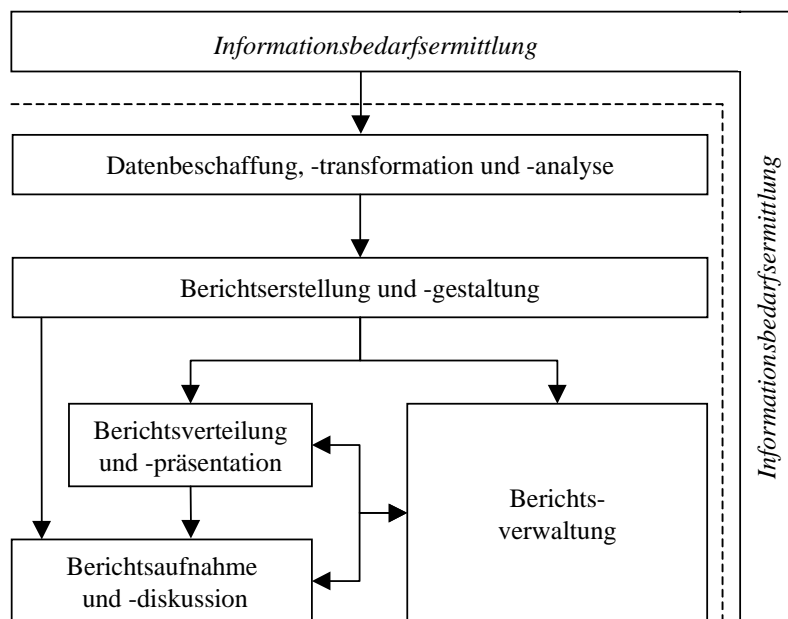 Informationsbedarfsermittlung
Datenbeschaffung, -transformation und -analyse
Berichtserstellung und -gestaltung
Berichtsverteilung
und -präsentation
Berichts-
verwaltung
Berichtsaufnahme
und -diskussion
Informationsbedarfsermittlung